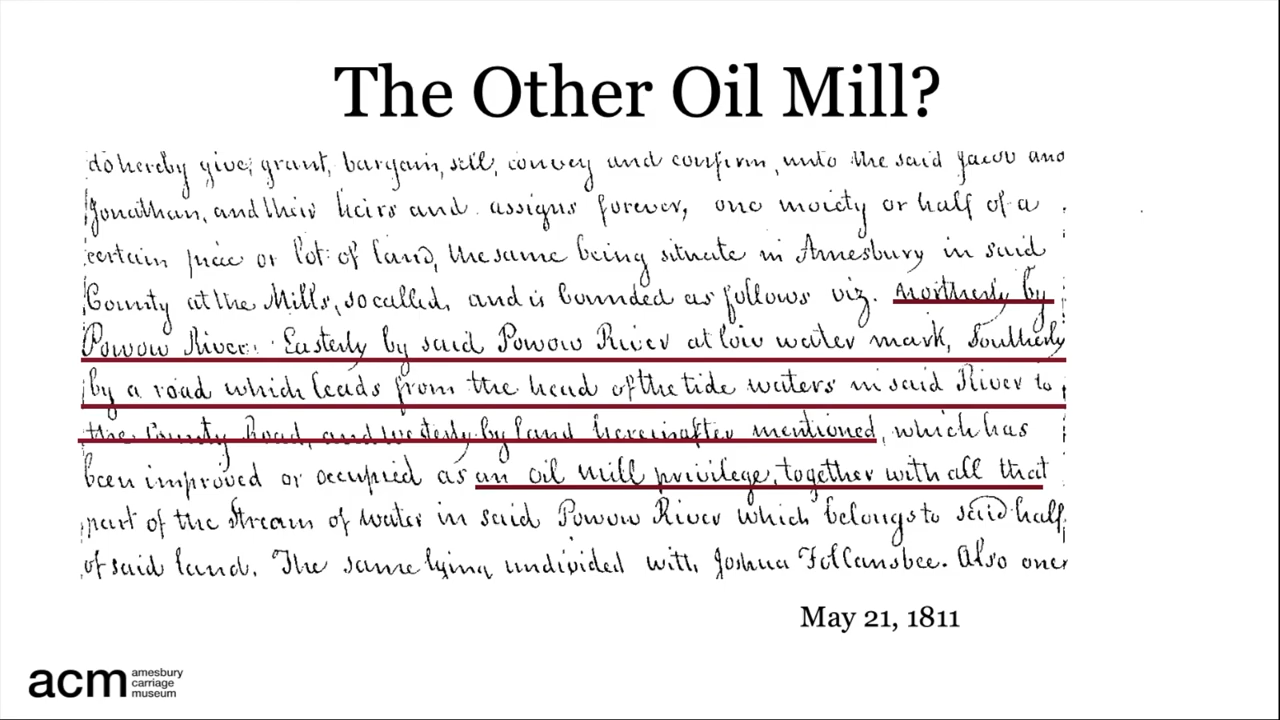 The Other Oil Mill?
do hereby give, grant, bargain, sell, convey and confirm, unto the said Jacob and
Jonathan, and their heirs and assigns forever, one moiety or half of a
certain piece or lot of land, the same being situate in Amesbury in said
County at the Mills, so called, and is bounded as follows viz. northerly by
Powow River. Easterly by said Powow River at low water mark, Southerly
by a road which leads from the head of the tide waters in said River to
the County Road, and westerly by land hereinafter mentioned, which has
been improved or occupied as an oil mill privilege, together with all that
part of the stream of water in said Powow River which belongs to said half
of said land. The same lying undivided with Joshua Follansbee. Also one
May 21, 1811
acm
amesbury
carriage
museum